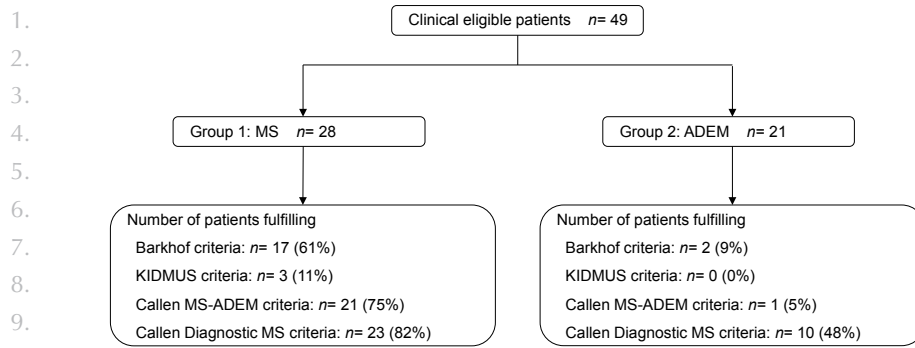 1.
Clinical eligible patients n= 49
2.
3.
4.
Group 1: MS n= 28
Group 2: ADEM n= 21
5.
6.
Number of patients fulfilling
Barkhof criteria: n= 17 (61%)
KIDMUS criteria: n= 3 (11%)
Callen MS-ADEM criteria: n= 21 (75%)
Callen Diagnostic MS criteria: n= 23 (82%)
Number of patients fulfilling
Barkhof criteria: n= 2 (9%)
KIDMUS criteria: n= 0 (0%)
Callen MS-ADEM criteria: n= 1 (5%)
Callen Diagnostic MS criteria: n= 10 (48%)
7.
8.
9.